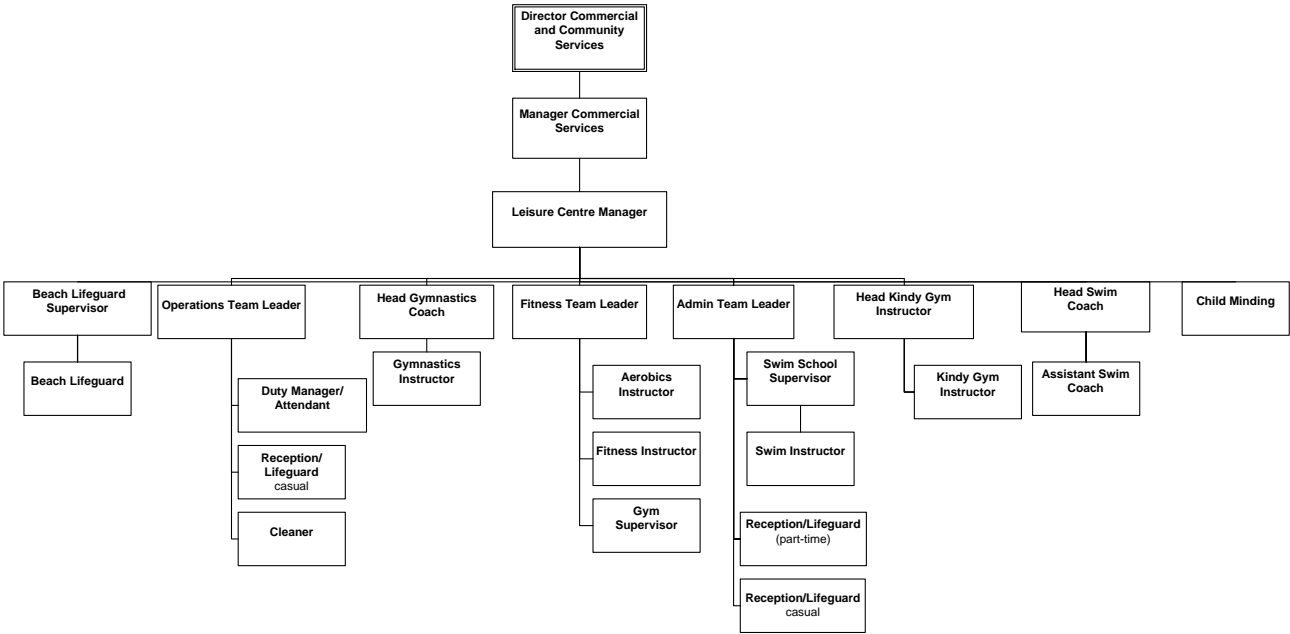 Director Commercial
and Community
Services
Manager Commercial
Services
Leisure Centre Manager
Beach Lifeguard
Supervisor
Operations Team Leader
Head Gymnastics
Coach
Fitness Team Leader
Admin Team Leader
Head Kindy Gym
Instructor
Head Swim
Coach
Child Minding
Beach Lifeguard
Gymnastics
Instructor
Swim School
Supervisor
Aerobics
Instructor
Kindy Gym
Instructor
Assistant Swim
Coach
Duty Manager/
Attendant
Reception/
Lifeguard
casual
Fitness Instructor
Swim Instructor
Cleaner
Gym
Supervisor
Reception/Lifeguard
(part-time)
Reception/Lifeguard
casual